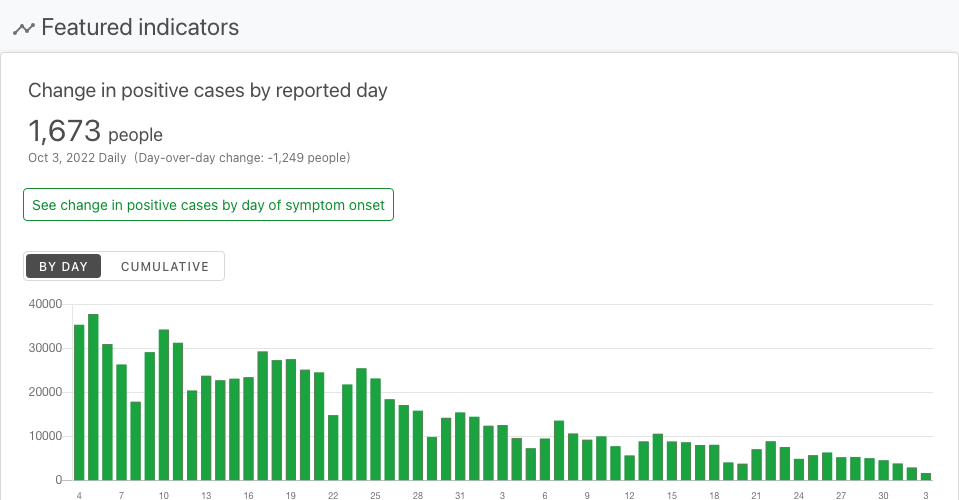 Featured indicators
Change in positive cases by reported day
1,673 people
Oct 3, 2022 Daily (Day-over-day change: -1,249 people)
See change in positive cases by day of symptom onset
BY DAY CUMULATIVE
40000
30000
20000
10000
0
4 7 10 13 16 19 22 25 28 31 3 6 9 12 15 18 21 24 27 30 3